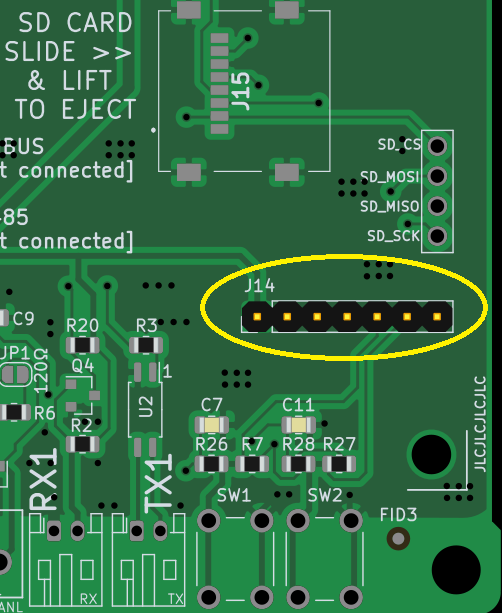 SD CARD
SLIDE >>
& LIFT
TO EJECT
J15
BUS
t connected]
SD_CS
SD_MOSI
SD_MISO
SD_SCK
485
t connected]
J14
C9
R20
R3
JP1
120Ω
Q4
1
R6
U2
C7
C11
R2
R26
R7
R28
R27
JLCJLCJLCJLC
RX1
TX1
SW1
SW2
FID3
RX
TX
ANL